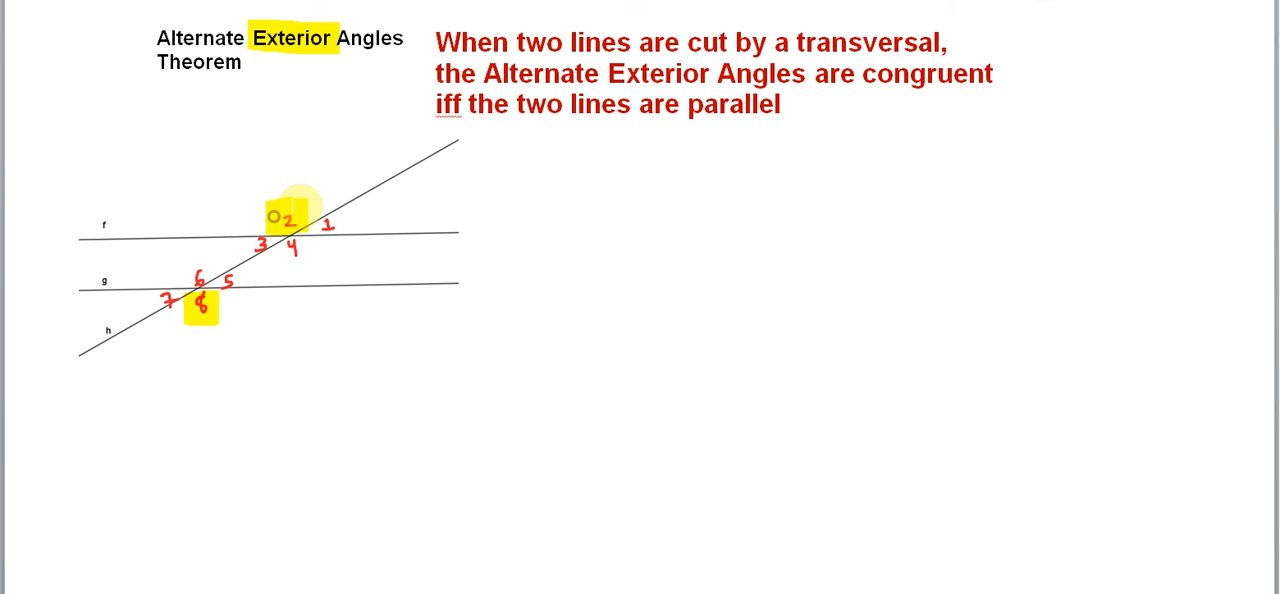 Alternate Exterior Angles
Theorem
When two lines are cut by a transversal,
the Alternate Exterior Angles are congruent
iff the two lines are parallel
f
2 1
3 4
g
6 5
7 8
h